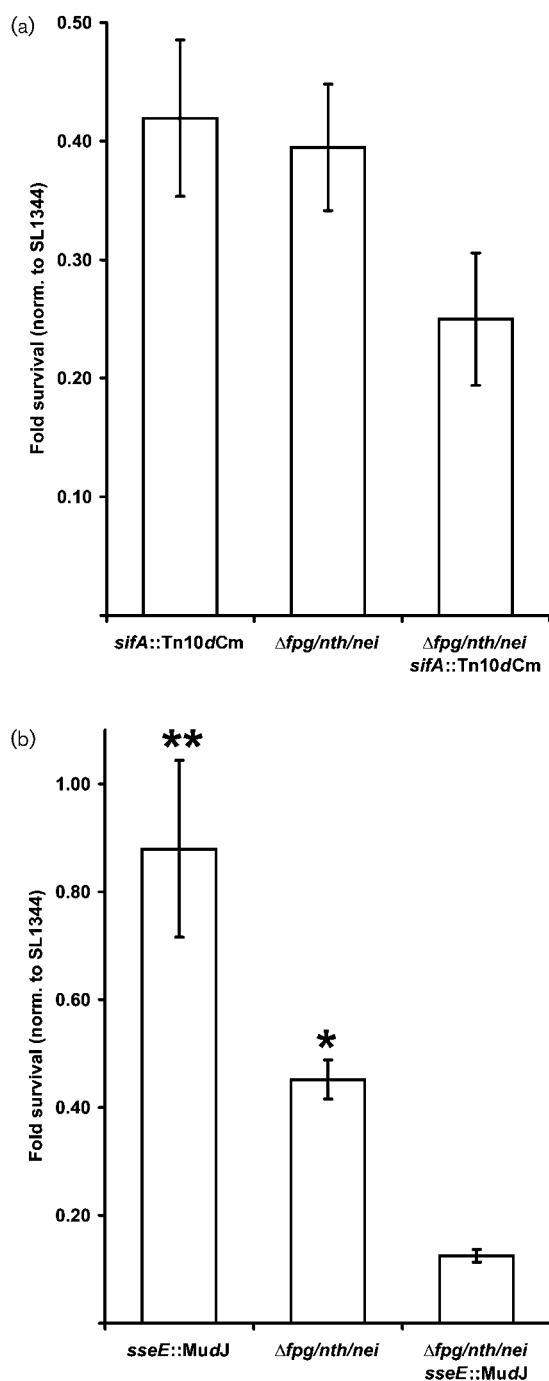 (a)
0.50
0.40
0.30
0.20
0.10
Fold survival (norm. to SL1344)
sifA::Tn10dCm
Δfpg/nth/nei
Δfpg/nth/nei
sifA::Tn10dCm
(b)
**
*
1.00
0.80
0.60
0.40
0.20
Fold survival (norm. to SL1344)
sseE::MudJ
Δfpg/nth/nei
Δfpg/nth/nei
sseE::MudJ